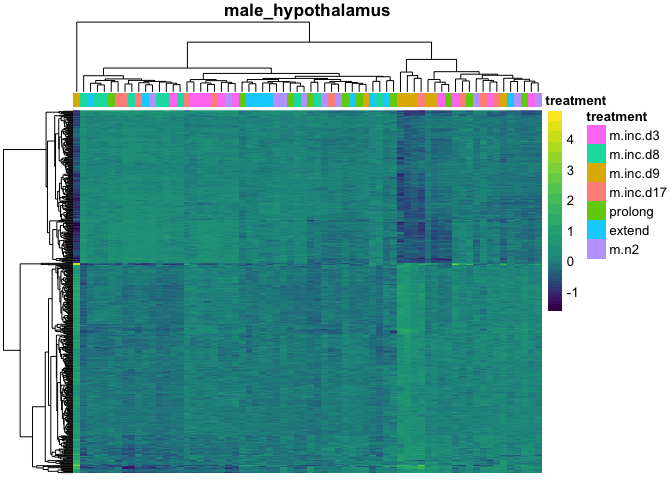 male_hypothalamus
treatment
4
3
2
1
0
-1
treatment
m.inc.d3
m.inc.d8
m.inc.d9
m.inc.d17
prolong
extend
m.n2